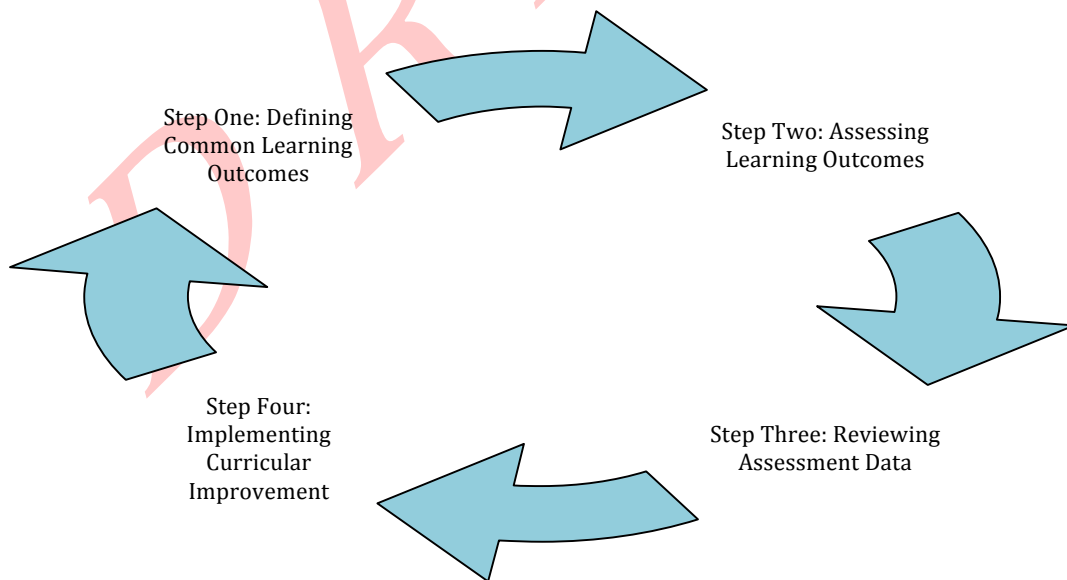 Step One: Defining
Common Learning
Outcomes
Step Two: Assessing
Learning Outcomes
Step Three: Reviewing
Assessment Data
Step Four:
Implementing
Curricular
Improvement